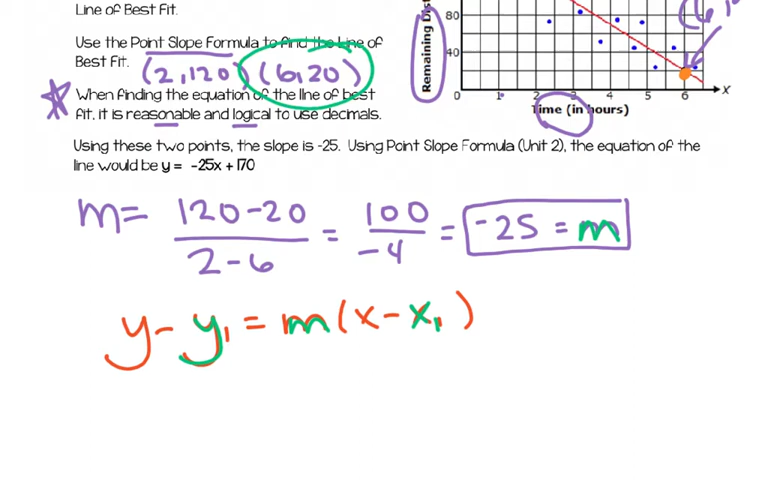 Line of Best Fit.
Use the Point Slope Formula to find the Line of
Best Fit. (2,120) (6,20)
When finding the equation of the line of best
fit, it is reasonable and logical to use decimals.
80
40
0
2
3
4
5
6
x
Time (in hours)
Remaining
(6,
Using these two points, the slope is -25. Using Point Slope Formula (Unit 2), the equation of the
line would be y = -25x + 170
m= 120-20 / 2-6 = 100 / -4 = -25 = m
y - y₁ = m(x - x₁)